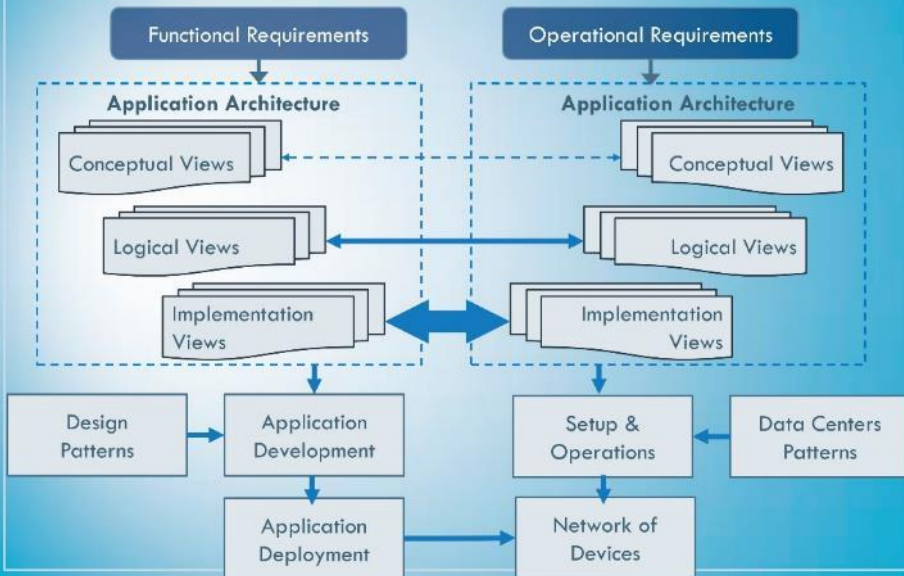 Functional Requirements
Operational Requirements
Application Architecture
Application Architecture
Conceptual Views
Conceptual Views
Logical Views
Logical Views
Implementation
Views
Implementation
Views
Design
Patterns
Application
Development
Setup &
Operations
Data Centers
Patterns
Application
Deployment
Network of
Devices